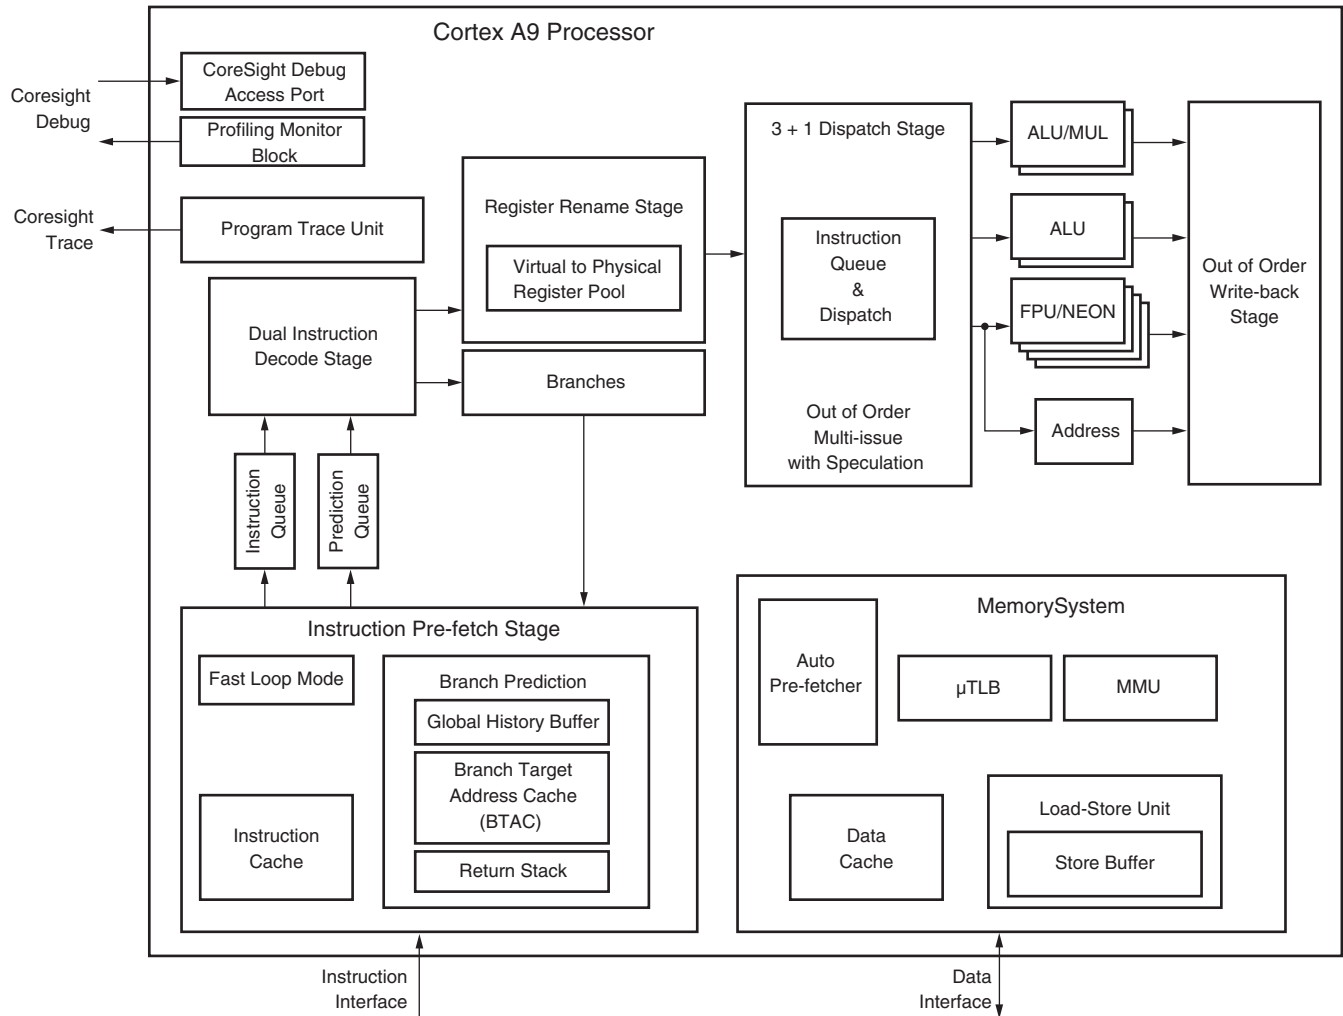 Cortex A9 Processor
CoreSight Debug
Access Port
Coresight
Debug
Profiling Monitor
Block
Coresight
Trace
Program Trace Unit
Register Rename Stage
Virtual to Physical
Register Pool
Dual Instruction
Decode Stage
Branches
3 + 1 Dispatch Stage
Instruction
Queue
&
Dispatch
Out of Order
Multi-issue
with Speculation
ALU/MUL
ALU
FPU/NEON
Address
Out of Order
Write-back
Stage
Instruction
Queue
Prediction
Queue
Instruction Pre-fetch Stage
Fast Loop Mode
Branch Prediction
Global History Buffer
Branch Target
Address Cache
(BTAC)
Return Stack
Instruction
Cache
MemorySystem
Auto
Pre-fetcher
µTLB
MMU
Data
Cache
Load-Store Unit
Store Buffer
Instruction
Interface
Data
Interface